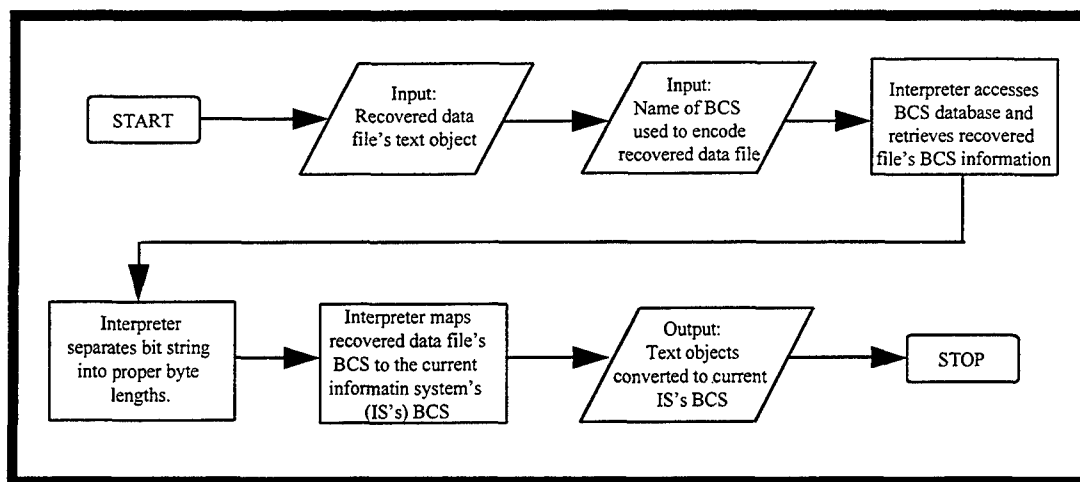 START
Input:
Recovered data
file's text object
Input:
Name of BCS
used to encode
recovered data file
Interpreter accesses
BCS database and
retrieves recovered
file's BCS information
Interpreter
separates bit string
into proper byte
lengths.
Interpreter maps
recovered data file's
BCS to the current
informatin system's
(IS's) BCS
Output:
Text objects
converted to current
IS's BCS
STOP